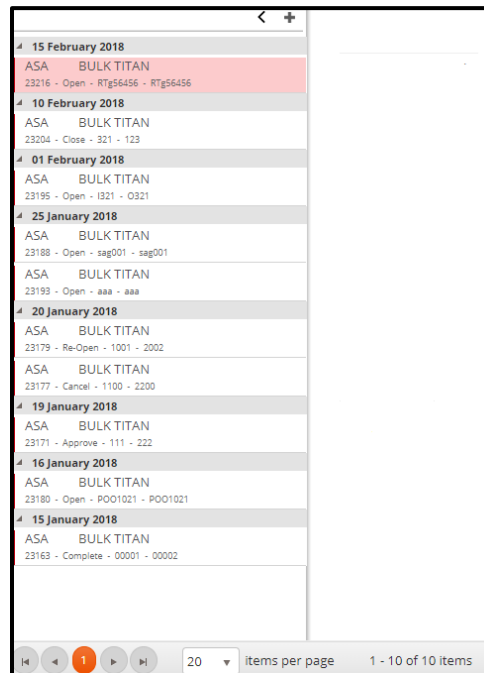 15 February 2018
ASA BULK TITAN
23216 - Open - RTg56456 - RTg56456
10 February 2018
ASA BULK TITAN
23204 - Close - 321 - 123
01 February 2018
ASA BULK TITAN
23195 - Open - I321 - O321
25 January 2018
ASA BULK TITAN
23188 - Open - sag001 - sag001
ASA BULK TITAN
23193 - Open - aaa - aaa
20 January 2018
ASA BULK TITAN
23179 - Re-Open - 1001 - 2002
ASA BULK TITAN
23177 - Cancel - 1100 - 2200
19 January 2018
ASA BULK TITAN
23171 - Approve - 111 - 222
16 January 2018
ASA BULK TITAN
23180 - Open - POO1021 - POO1021
15 January 2018
ASA BULK TITAN
23163 - Complete - 00001 - 00002
1 20 items per page 1 - 10 of 10 items